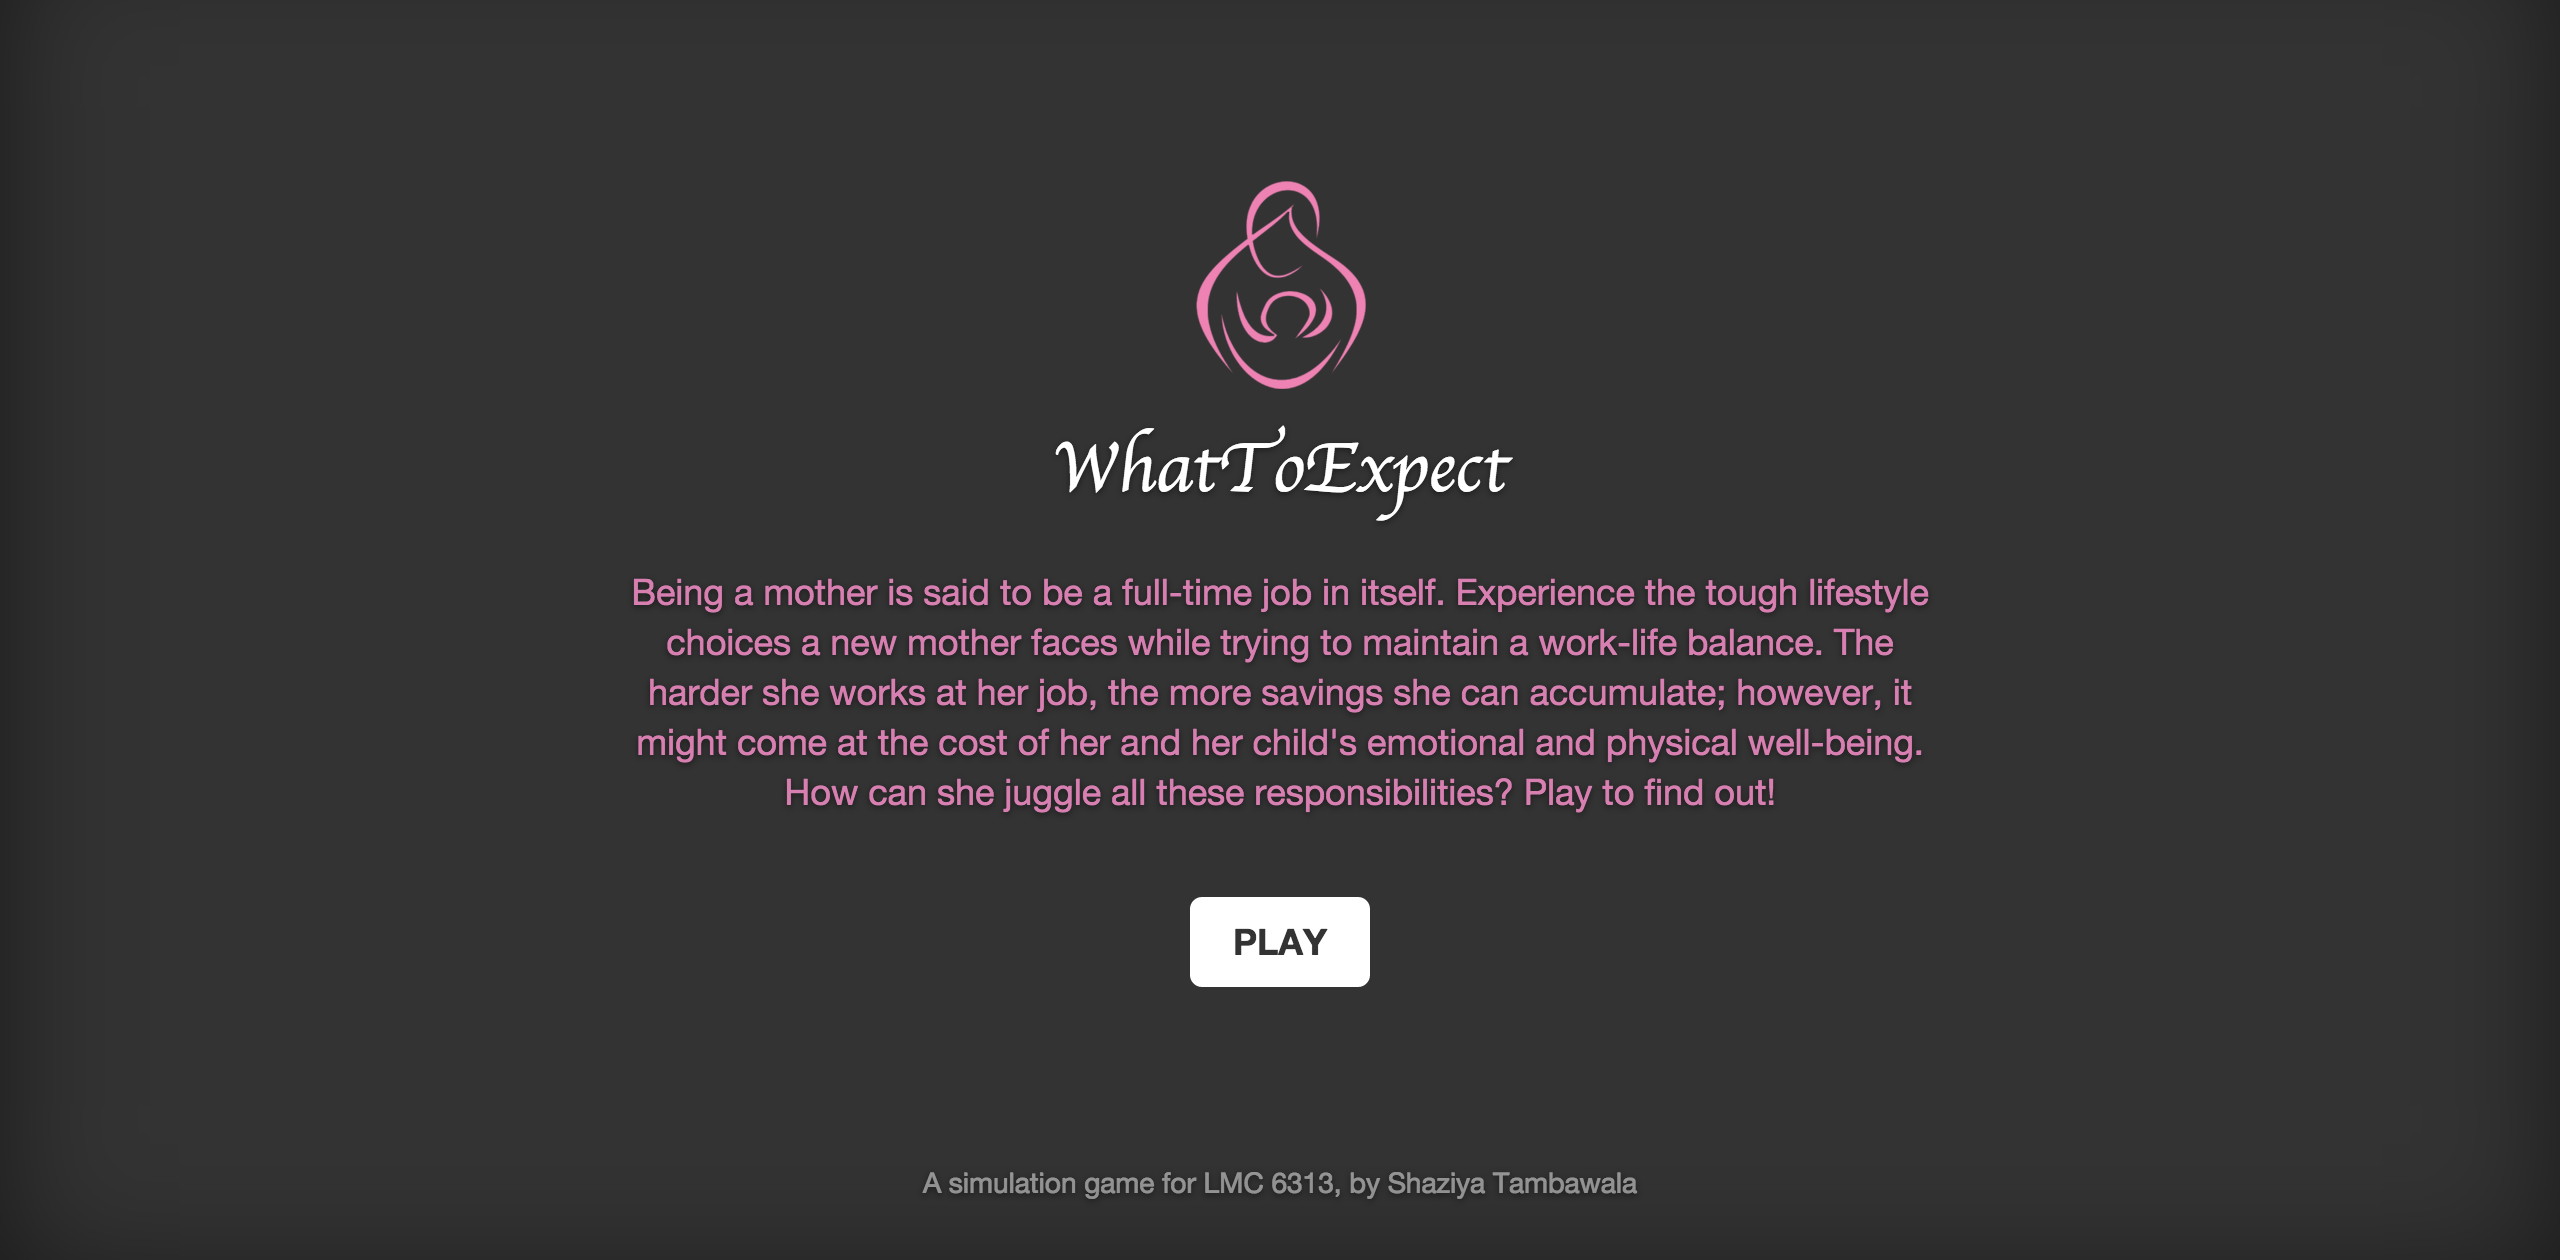 WhatToExpect
Being a mother is said to be a full-time job in itself. Experience the tough lifestyle
choices a new mother faces while trying to maintain a work-life balance. The
harder she works at her job, the more savings she can accumulate; however, it
might come at the cost of her and her child's emotional and physical well-being.
How can she juggle all these responsibilities? Play to find out!
PLAY
A simulation game for LMC 6313, by Shaziya Tambawala